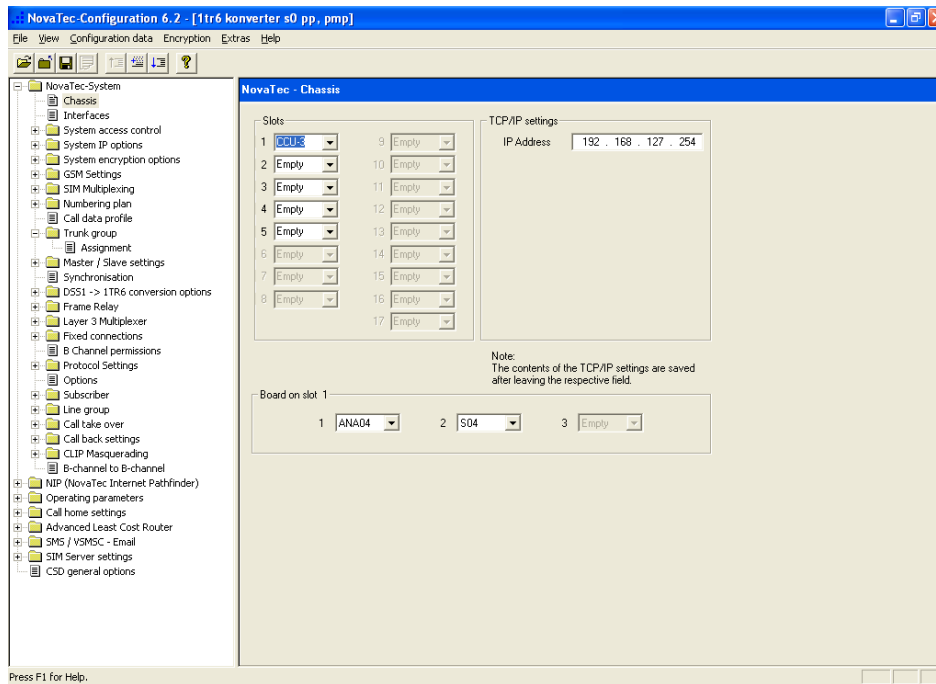 NovaTec-Configuration 6.2 - [1tr6 konverter s0 pp, pmp]
File View Configuration data Encryption Extras Help
NovaTec-System
Chassis
Interfaces
System access control
System IP options
System encryption options
GSM Settings
SIM Multiplexing
Numbering plan
Call data profile
Trunk group
Assignment
Master / Slave settings
Synchronisation
DSS1 -> 1TR6 conversion options
Frame Relay
Layer 3 Multiplexer
Fixed connections
B Channel permissions
Protocol Settings
Options
Subscriber
Line group
Call take over
Call back settings
CLIP Masquerading
B-channel to B-channel
NIP (NovaTec Internet Pathfinder)
Operating parameters
Call home settings
Advanced Least Cost Router
SMS / VSMSC - Email
SIM Server settings
CSD general options
NovaTec - Chassis
Slots
1 CCU-3 9 Empty
2 Empty 10 Empty
3 Empty 11 Empty
4 Empty 12 Empty
5 Empty 13 Empty
6 Empty 14 Empty
7 Empty 15 Empty
8 Empty 16 Empty
17 Empty
TCP/IP settings
IP Address 192 . 168 . 127 . 254
Note:
The contents of the TCP/IP settings are saved
after leaving the respective field.
Board on slot 1
1 ANA04 2 S04 3 Empty
Press F1 for Help.